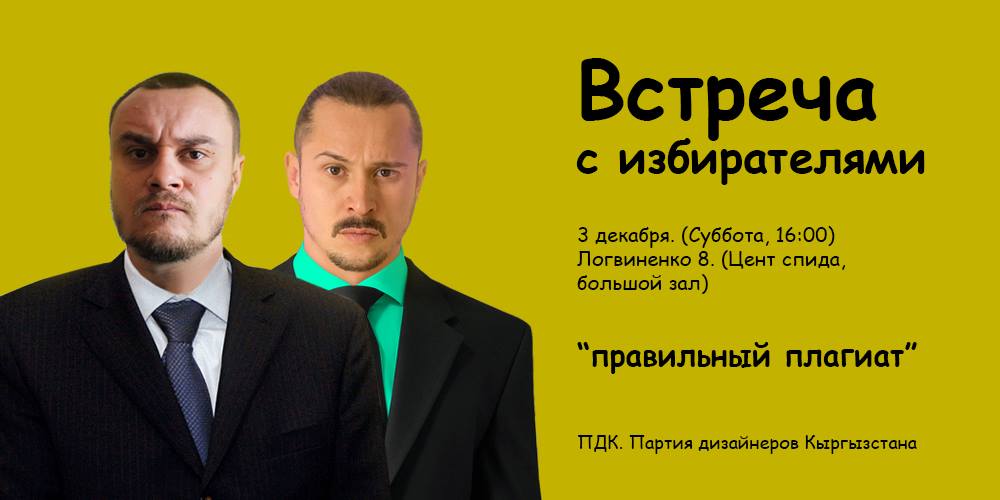 Встреча
с избирателями
3 декабря. (Суббота, 16:00)
Логвиненко 8. (Цент спида,
большой зал)
“правильный плагиат”
ПДК. Партия дизайнеров Кыргызстана